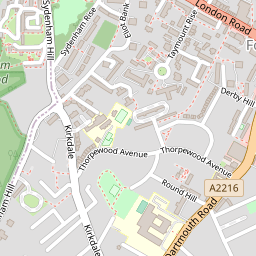 London Road
Sydenham Hill
Sydenham Rise
Bank
Taymount Rise
Derby Hill
Kirkdale
Thorpewood Avenue
Thorpewood Avenue
A2216
Round Hill
Kirkdale
Dartmouth Road